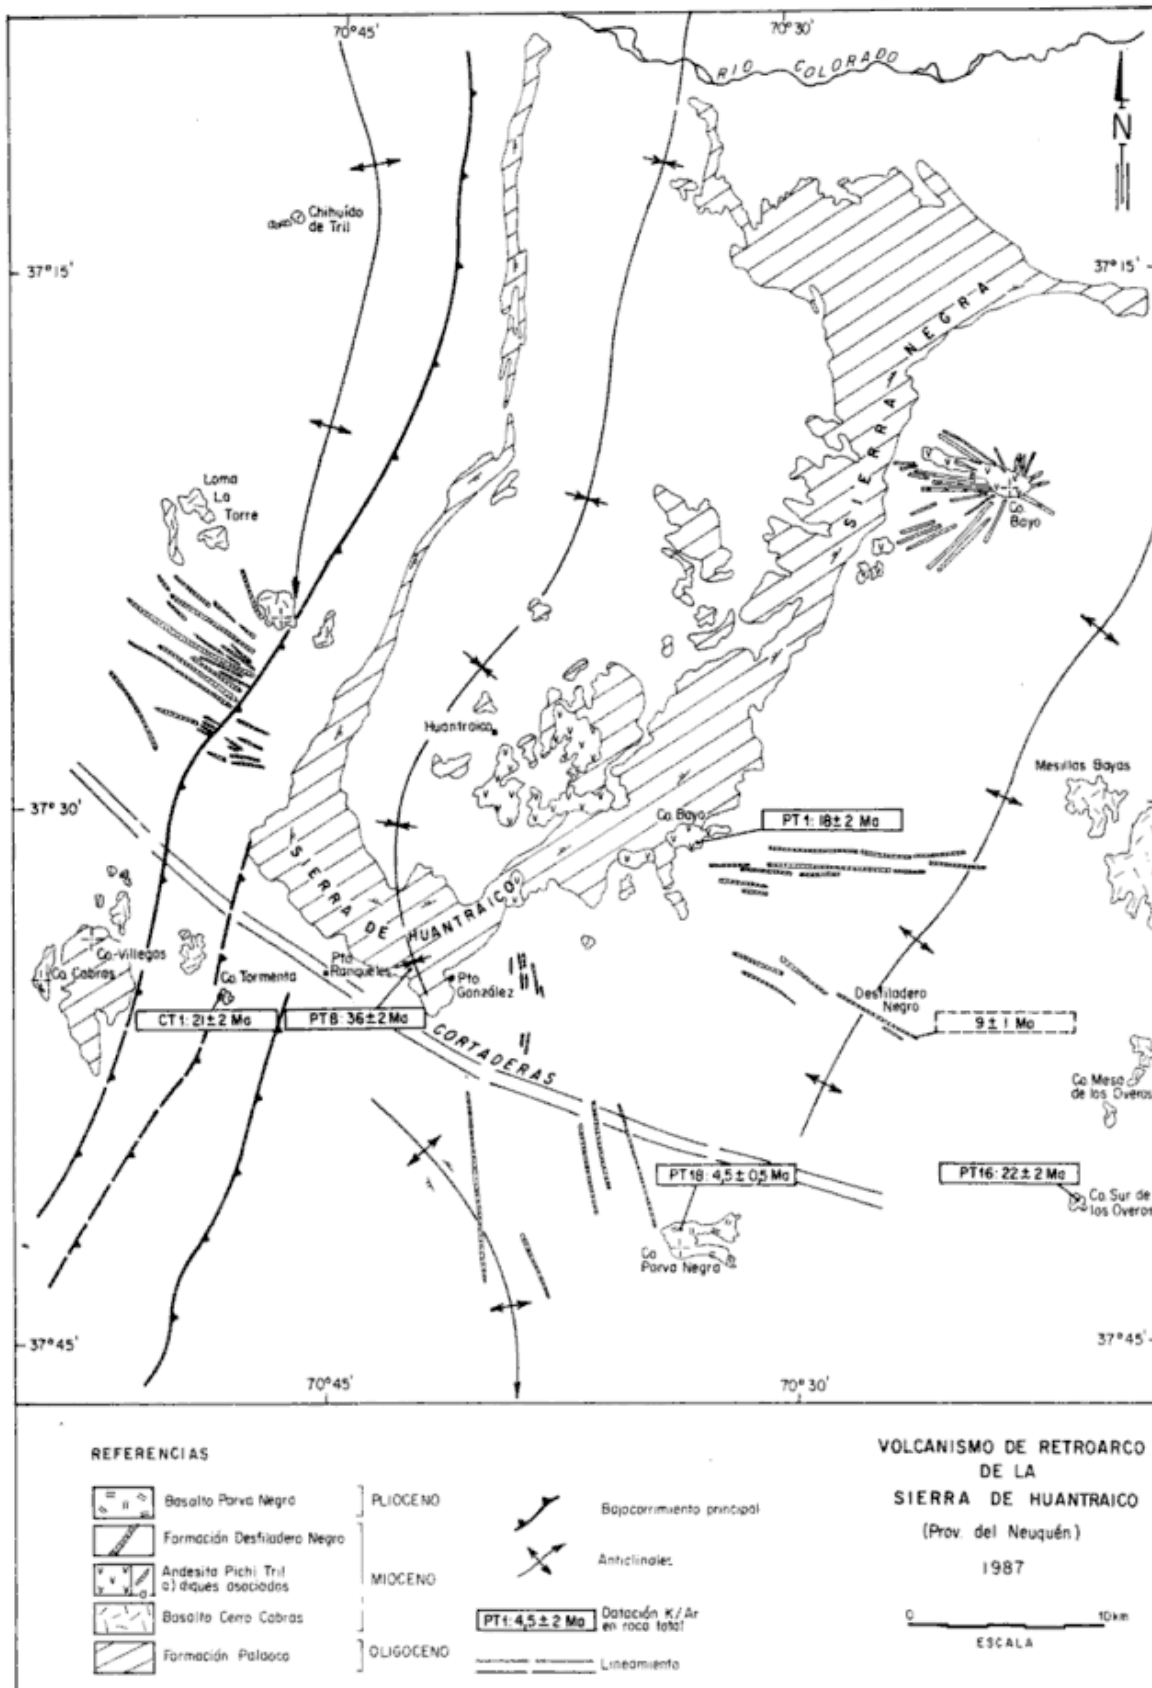 70°45'
70°30'
RIO COLORADO
N
Chihuido
de Tril
37°15'
37°15'
SIERRA NEGRA
Loma
La
Torre
Co.
Bayo
Huantraico
Mesillas Bayas
37°30'
Co. Bayo
PT1: 18±2 Ma
SIERRA DE HUANTRAICO
Co. Villegas
Co. Cabras
Co. Tormenta
Pto
Ranqueles
Pto
González
Desfiladero
Negro
CT1: 21±2 Ma
PT8: 36±2 Ma
9±1 Ma
CORTADERAS
Co. Mesa
de los Overos
PT18: 4,5±0,5 Ma
PT16: 22±2 Ma
Co. Sur de
los Overos
Co.
Parva Negra
37°45'
37°45'
70°45'
70°30'
REFERENCIAS
Basalto Parva Negra
PLIOCENO
Formación Desfiladero Negro
Andesita Pichi Tril
a) diques asociados
a
MIOCENO
Basalto Cerro Cabras
Formación Palaoco
OLIGOCENO
Bajocorrimiento principal
Anticlinales
PT1: 4,5±2 Ma
Datación K/Ar
en roca total
Lineamiento
VOLCANISMO DE RETROARCO
DE LA
SIERRA DE HUANTRAICO
(Prov. del Neuquén)
1987
0 10km
ESCALA